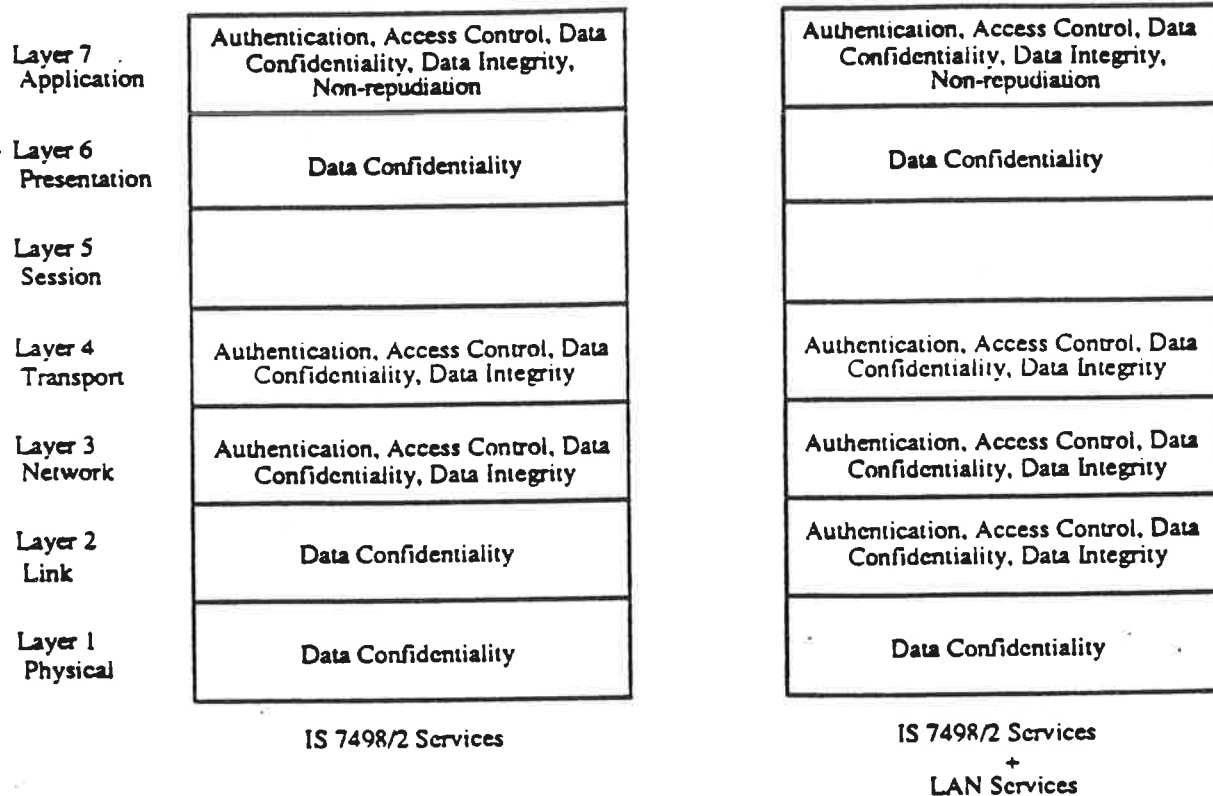 Layer 7
Application
Authentication, Access Control, Data
Confidentiality, Data Integrity,
Non-repudiation
Authentication, Access Control, Data
Confidentiality, Data Integrity,
Non-repudiation
Layer 6
Presentation
Data Confidentiality
Data Confidentiality
Layer 5
Session
Layer 4
Transport
Authentication, Access Control, Data
Confidentiality, Data Integrity
Authentication, Access Control, Data
Confidentiality, Data Integrity
Layer 3
Network
Authentication, Access Control, Data
Confidentiality, Data Integrity
Authentication, Access Control, Data
Confidentiality, Data Integrity
Layer 2
Link
Data Confidentiality
Authentication, Access Control, Data
Confidentiality, Data Integrity
Layer 1
Physical
Data Confidentiality
Data Confidentiality
IS 7498/2 Services
IS 7498/2 Services
+
LAN Services